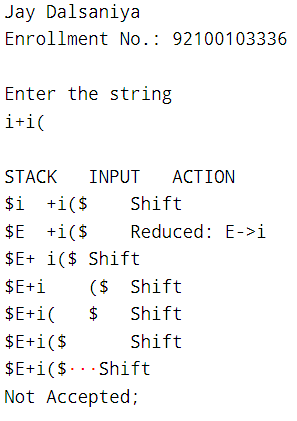 Jay Dalsaniya
Enrollment No.: 92100103336
Enter the string
i+i(
STACK INPUT ACTION
$i +i($ Shift
$E +i($ Reduced: E->i
$E+ i($ Shift
$E+i ($ Shift
$E+i( $ Shift
$E+i($ Shift
$E+i($···Shift
Not Accepted;